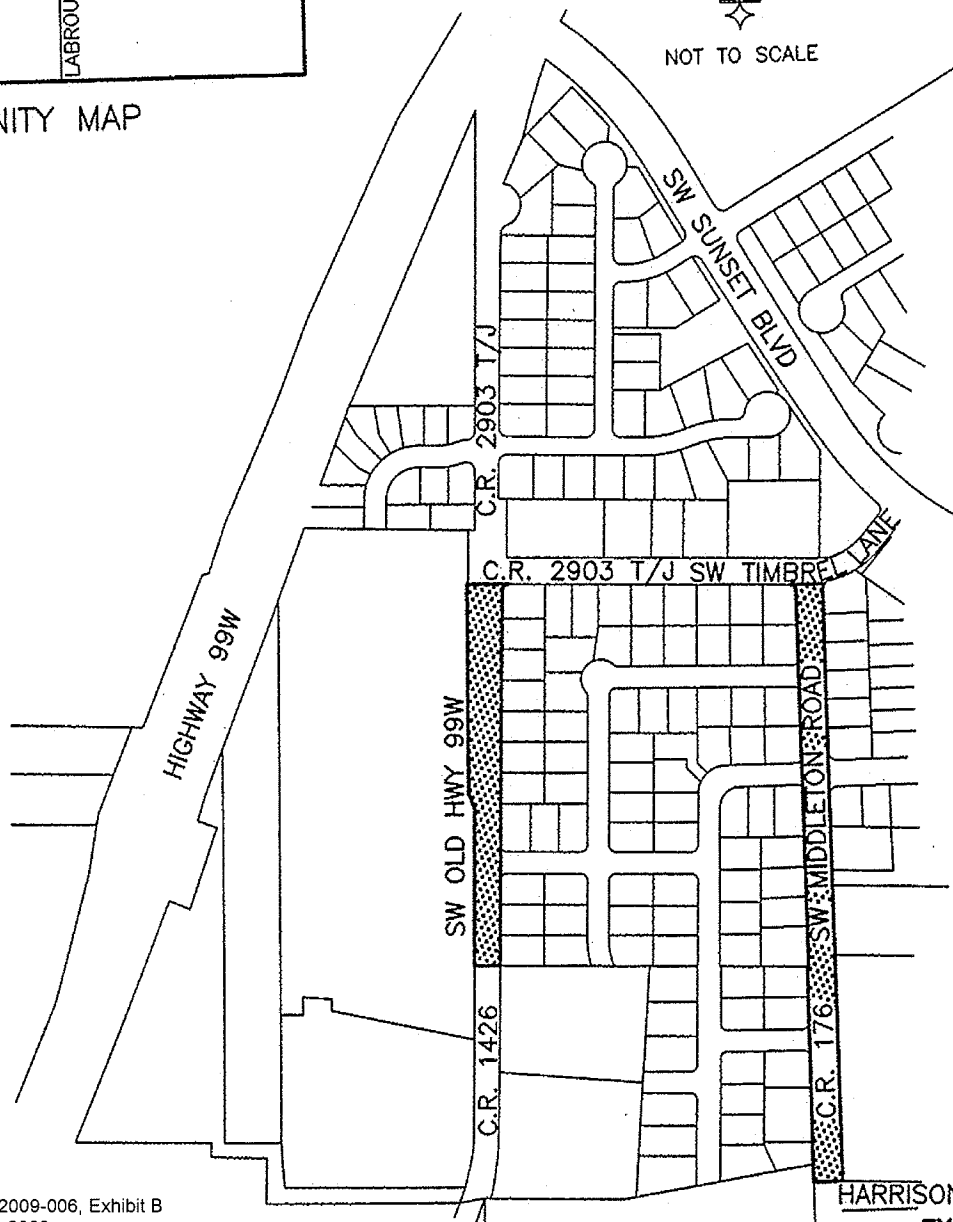 LABROU
NOT TO SCALE
NITY MAP
SW SUNSET BLVD
C.R. 2903 T/J
C.R. 2903 T/J SW TIMBREL LANE
HIGHWAY 99W
SW OLD HWY 99W
C.R. 176 SW MIDDLETON ROAD
C.R. 1426
2009-006, Exhibit B
HARRISON